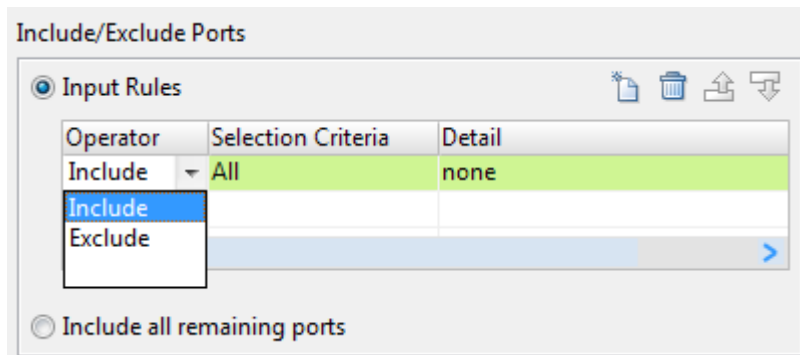 Include/Exclude Ports
Input Rules
Operator Selection Criteria Detail
Include All none
Include
Exclude
Include all remaining ports